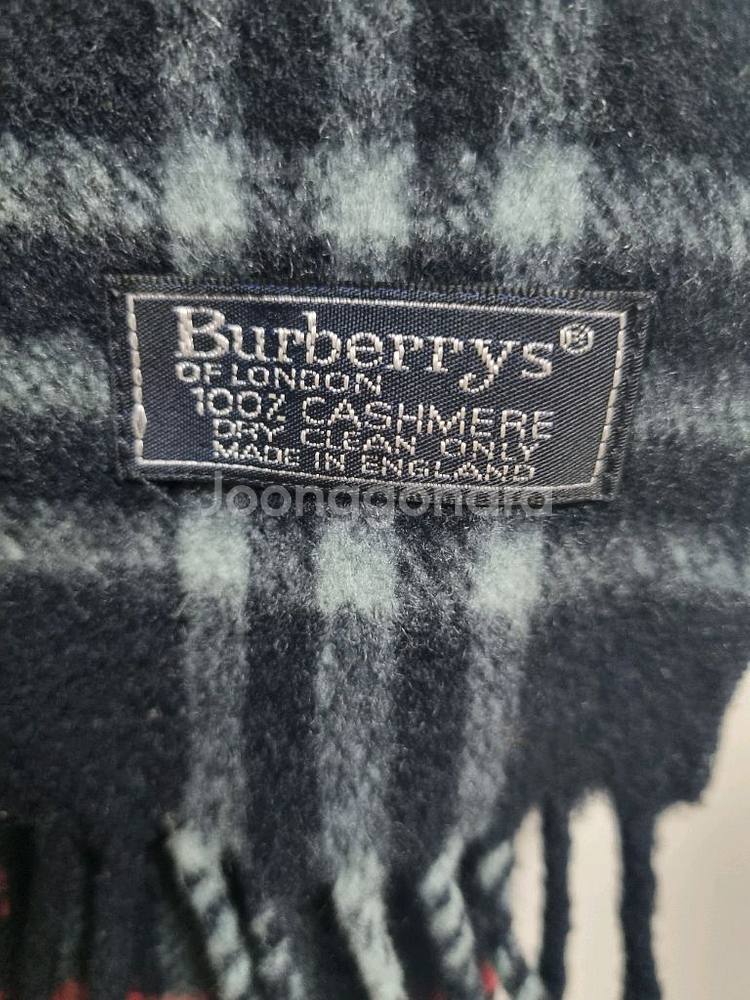 Burberrys®
OF LONDON
100% CASHMERE
DRY CLEAN ONLY
MADE IN ENGLAND
Joonggonara